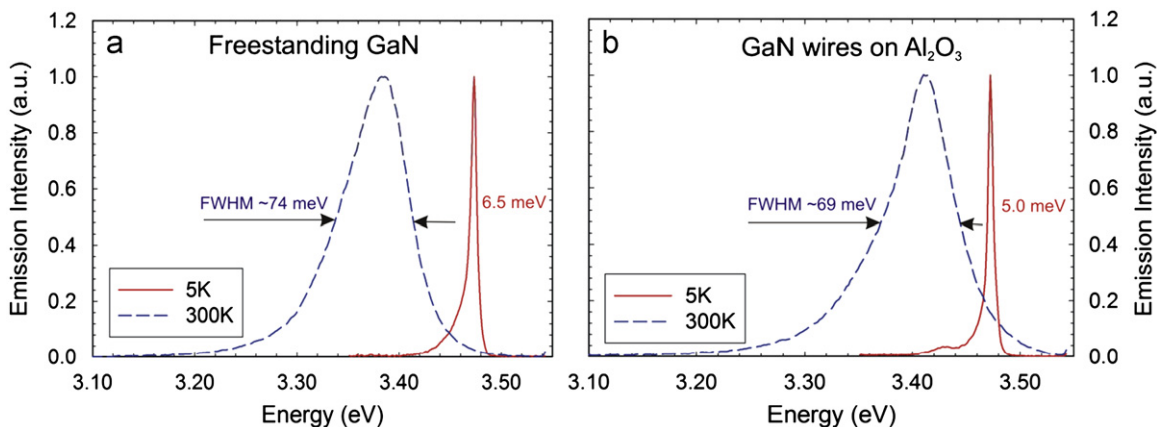 a
Freestanding GaN
Emission Intensity (a.u.)
1.2
1.0
0.8
0.6
0.4
0.2
0.0
FWHM ~74 meV
6.5 meV
5K
300K
3.10
3.20
3.30
3.40
3.50
Energy (eV)
b
GaN wires on Al₂O₃
FWHM ~69 meV
5.0 meV
5K
300K
3.10
3.20
3.30
3.40
3.50
Energy (eV)
1.2
1.0
0.8
0.6
0.4
0.2
0.0
Emission Intensity (a.u.)